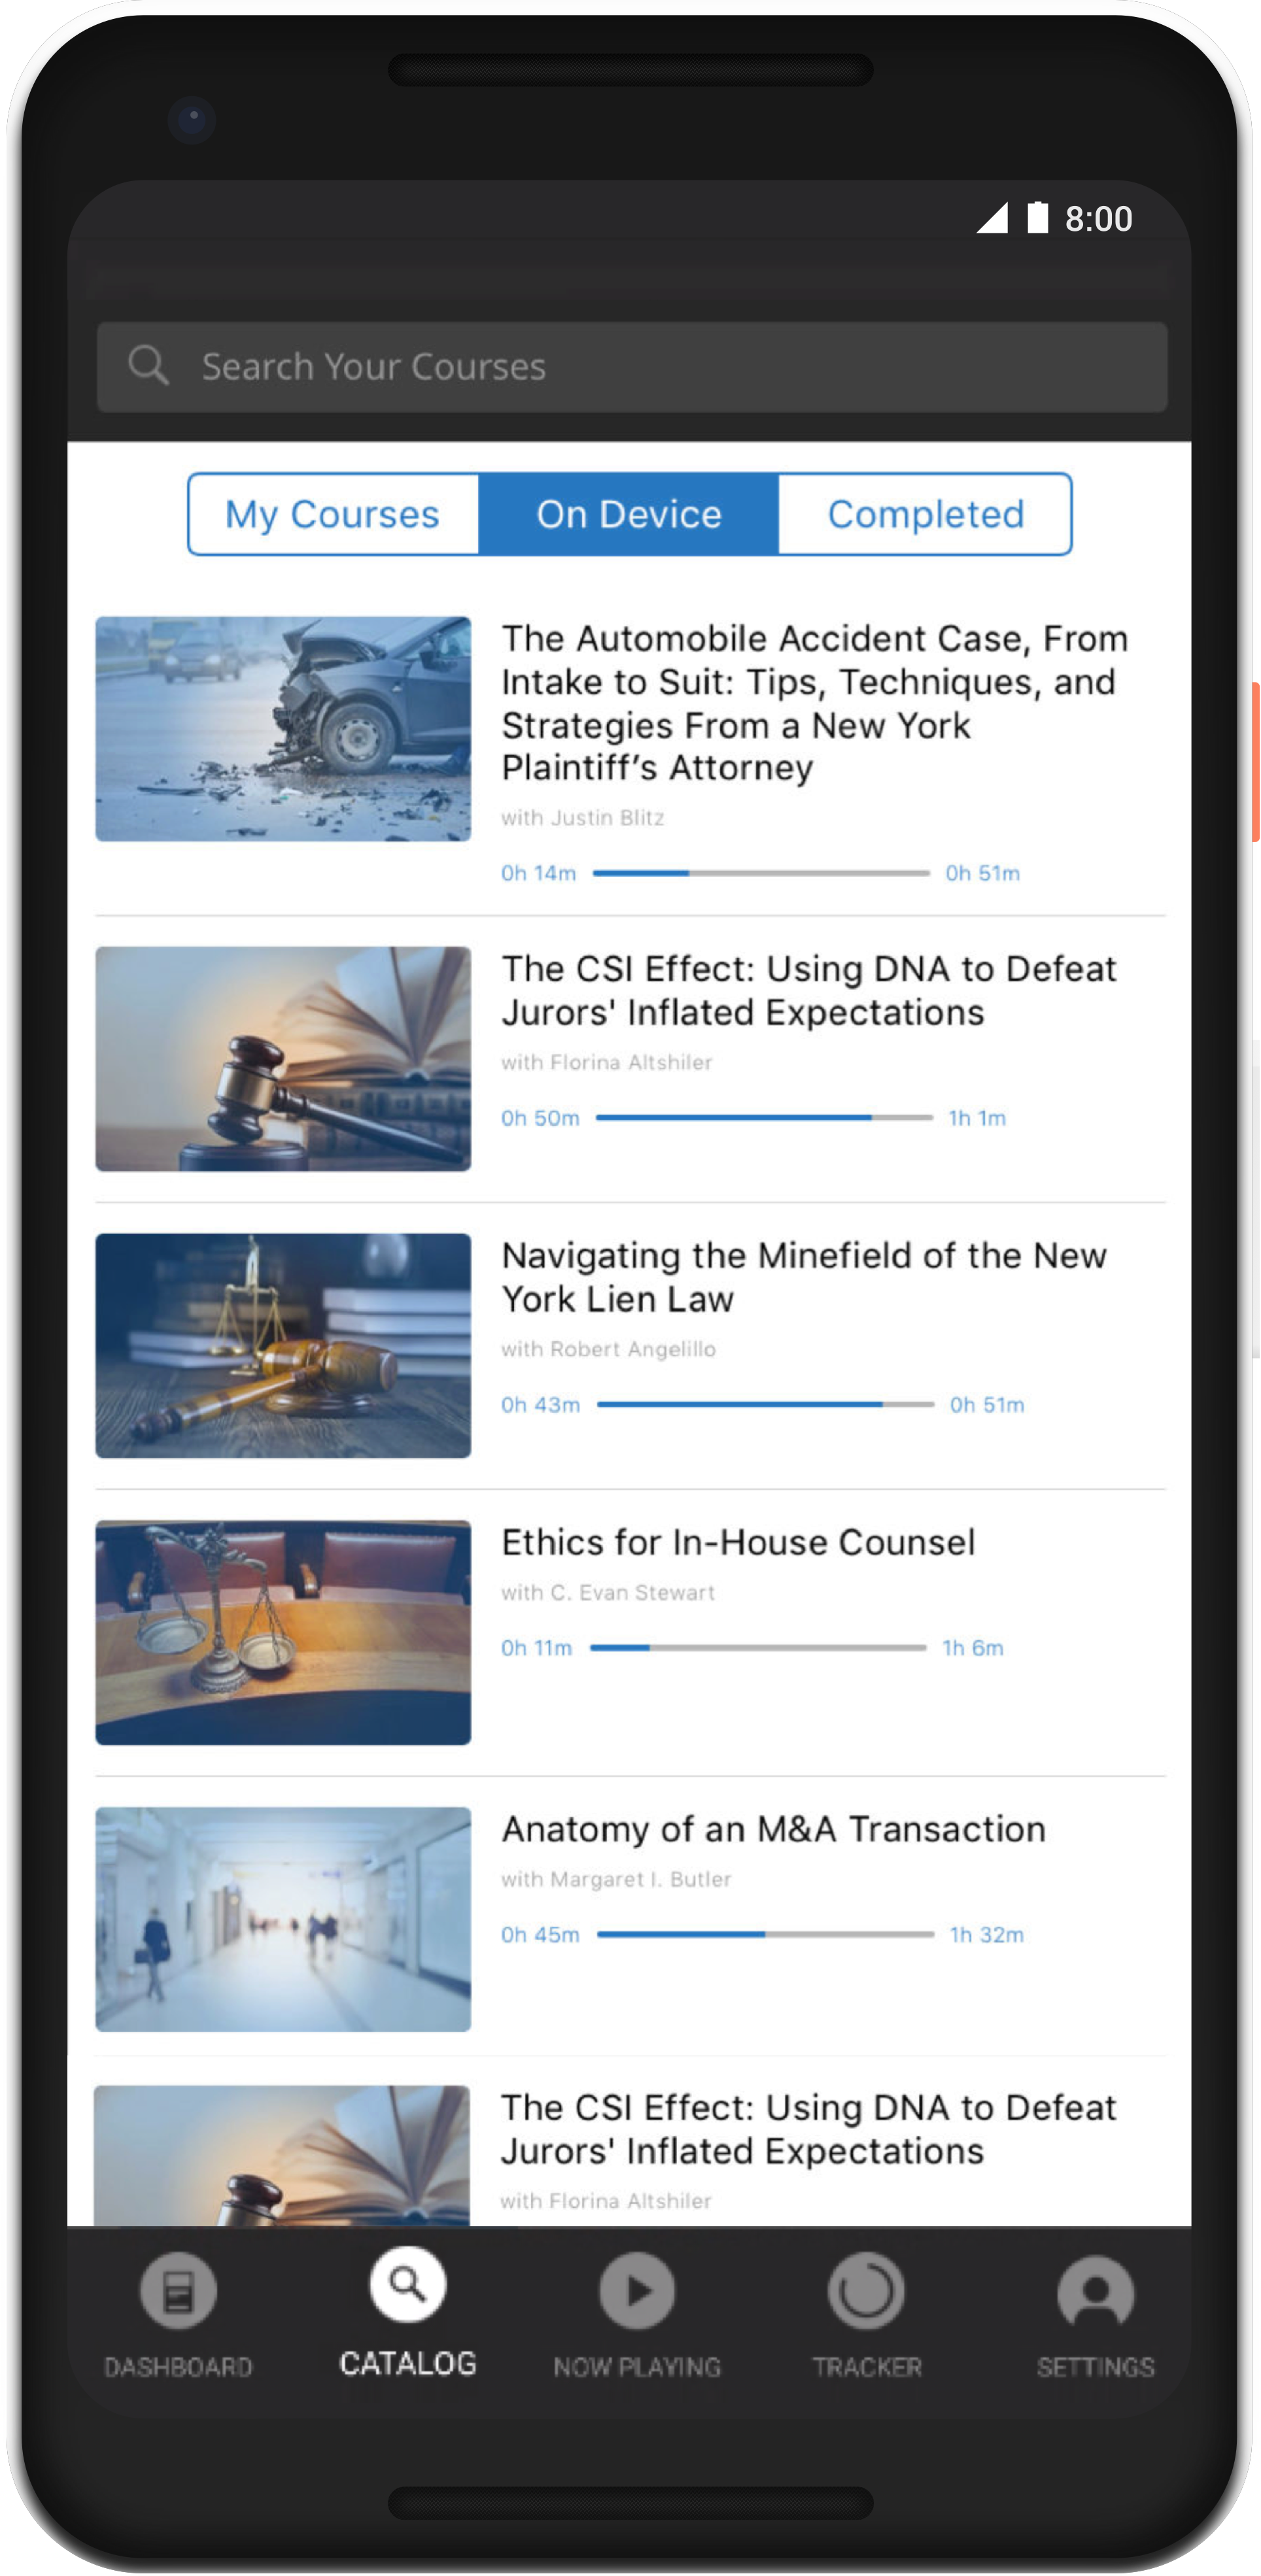 8:00
Search Your Courses
My Courses
On Device
Completed
The Automobile Accident Case, From
Intake to Suit: Tips, Techniques, and
Strategies From a New York
Plaintiff’s Attorney
with Justin Blitz
0h 14m
0h 51m
The CSI Effect: Using DNA to Defeat
Jurors' Inflated Expectations
with Florina Altshiler
0h 50m
1h 1m
Navigating the Minefield of the New
York Lien Law
with Robert Angelillo
0h 43m
0h 51m
Ethics for In-House Counsel
with C. Evan Stewart
0h 11m
1h 6m
Anatomy of an M&A Transaction
with Margaret I. Butler
0h 45m
1h 32m
The CSI Effect: Using DNA to Defeat
Jurors' Inflated Expectations
with Florina Altshiler
DASHBOARD
CATALOG
NOW PLAYING
TRACKER
SETTINGS